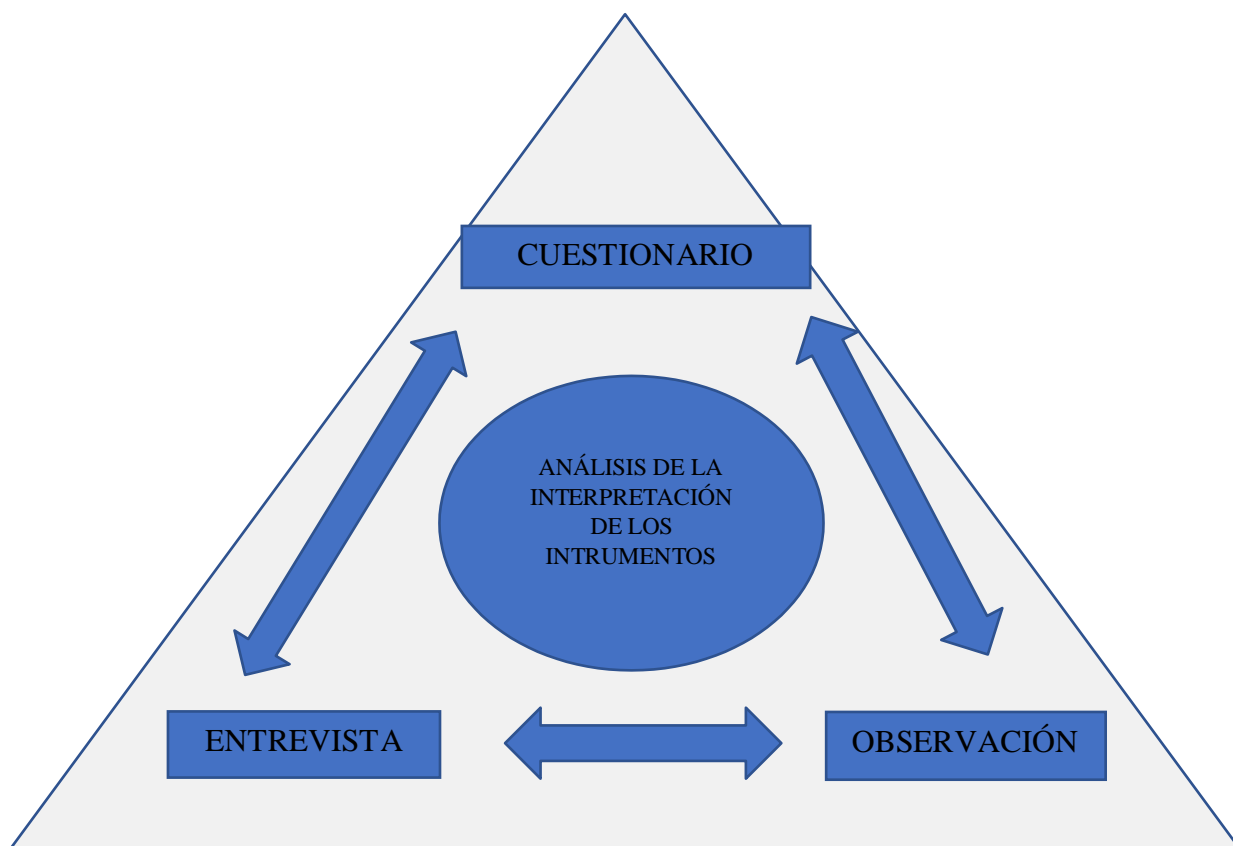 CUESTIONARIO
ANÁLISIS DE LA
INTERPRETACIÓN
DE LOS
INTRUMENTOS
ENTREVISTA
OBSERVACIÓN